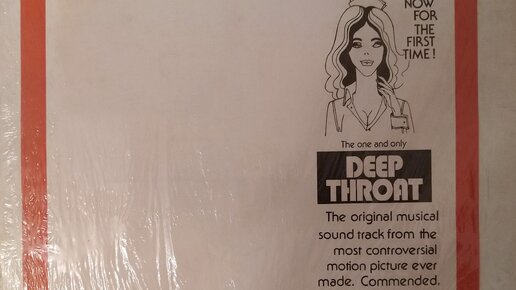 NOW
FOR
THE
FIRST
TIME!
The one and only
DEEP
THROAT
The original musical
sound track from the
most controversial
motion picture ever
made. Commended.